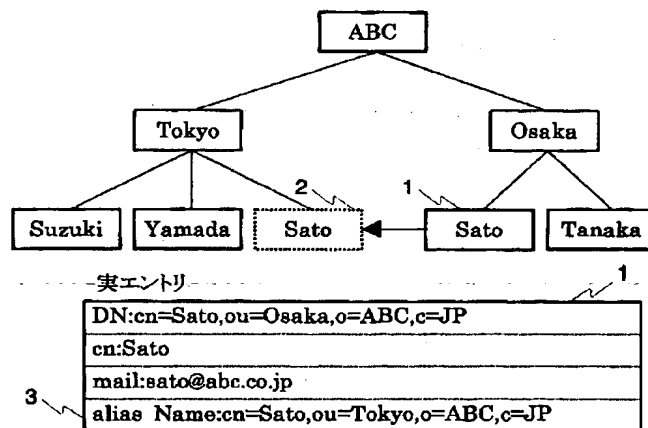 ABC
Tokyo
Osaka
2
1
Suzuki
Yamada
Sato
Sato
Tanaka
実エントリ
1
DN:cn=Sato,ou=Osaka,o=ABC,c=JP
cn:Sato
mail:sato@abc.co.jp
3
alias Name:cn=Sato,ou=Tokyo,o=ABC,c=JP